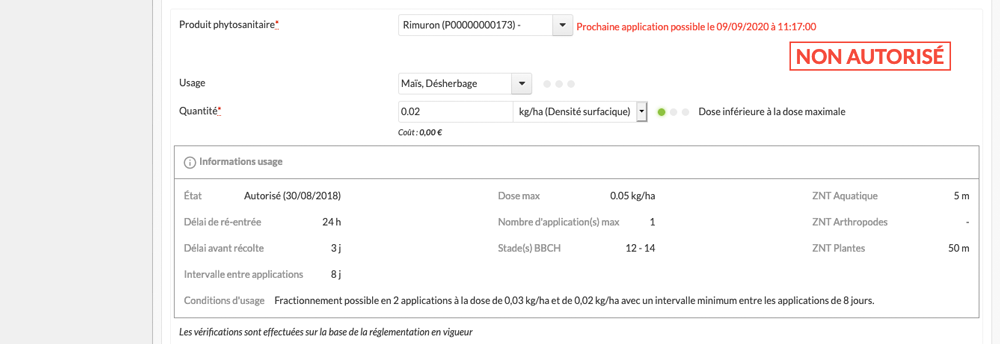 Produit phytosanitaire* Rimuron (P00000000173) - Prochaine application possible le 09/09/2020 à 11:17:00
NON AUTORISÉ
Usage Maïs, Désherbage
Quantité* 0.02 kg/ha (Densité surfacique) Dose inférieure à la dose maximale
Coût : 0,00 €
Informations usage
État Autorisé (30/08/2018) Dose max 0.05 kg/ha ZNT Aquatique 5 m
Délai de ré-entrée 24 h Nombre d'application(s) max 1 ZNT Arthropodes -
Délai avant récolte 3 j Stade(s) BBCH 12 - 14 ZNT Plantes 50 m
Intervalle entre applications 8 j
Conditions d'usage Fractionnement possible en 2 applications à la dose de 0,03 kg/ha et de 0,02 kg/ha avec un intervalle minimum entre les applications de 8 jours.
Les vérifications sont effectuées sur la base de la réglementation en vigueur